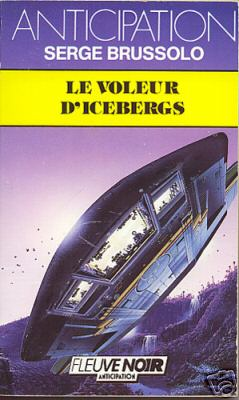 ANTICIPATION
SERGE BRUSSOLO
LE VOLEUR
D'ICEBERGS
FLEUVE NOIR
ANTICIPATION